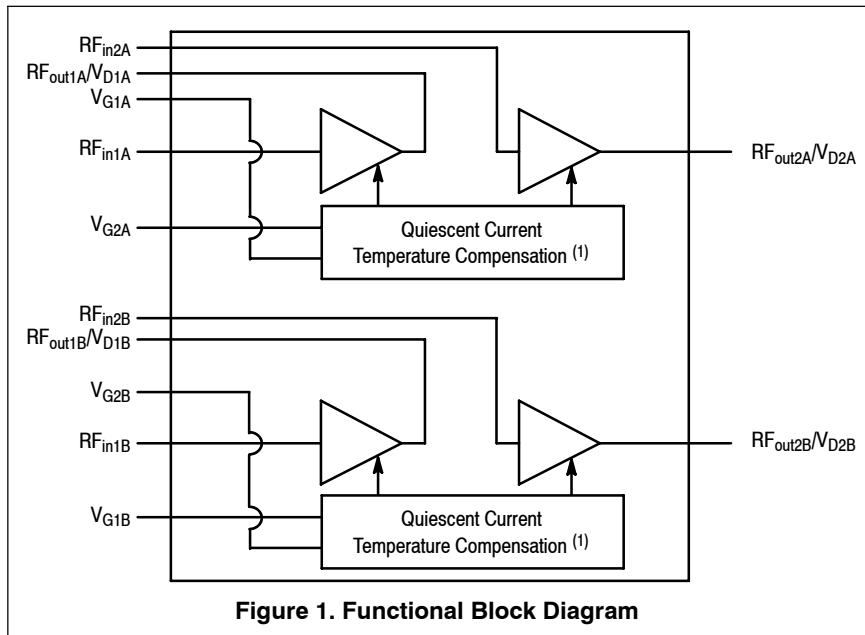 RFin2A
RFout1A/VD1A
VG1A
RFin1A
RFout2A/VD2A
VG2A
Quiescent Current
Temperature Compensation (1)
RFin2B
RFout1B/VD1B
VG2B
RFin1B
RFout2B/VD2B
VG1B
Quiescent Current
Temperature Compensation (1)
Figure 1. Functional Block Diagram